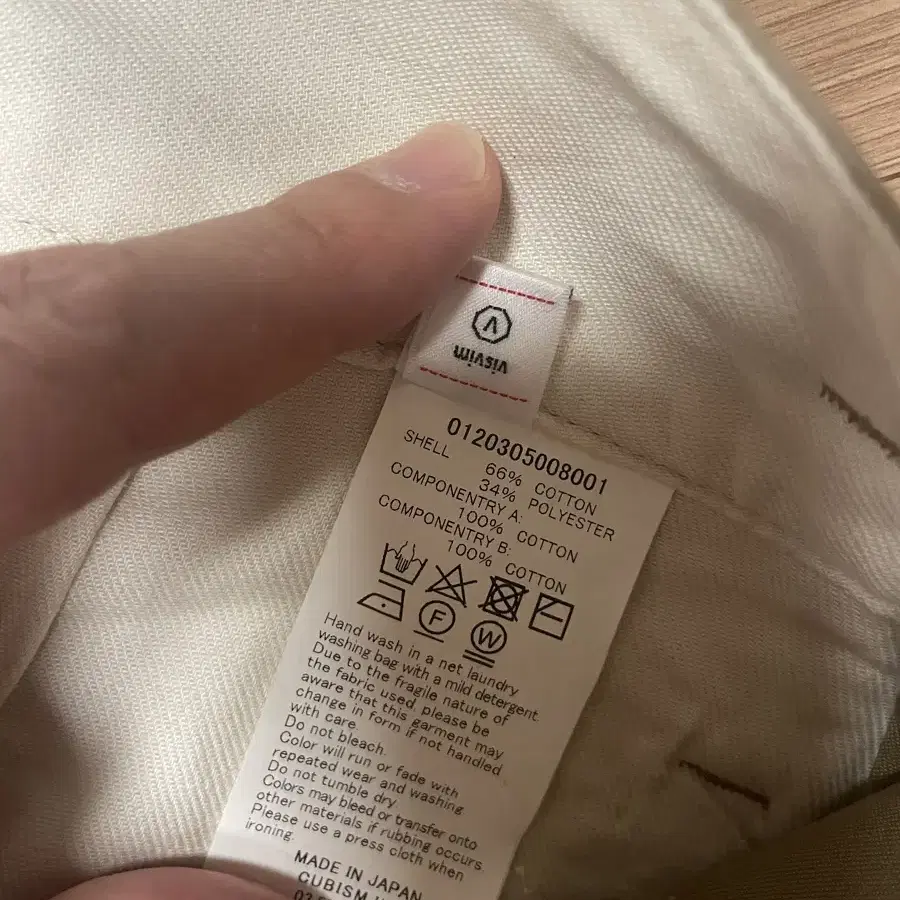 visvim
0120305008001
SHELL
66% COTTON
34% POLYESTER
COMPONENTRY A:
100% COTTON
COMPONENTRY B:
100% COTTON
F
W
Hand wash in a net laundry
washing bag with a mild detergent.
Due to the fragile nature of
the fabric used, please be
aware that this garment may
change in form if not handled
with care.
Do not bleach.
Color will run or fade with
repeated wear and washing.
Do not tumble dry.
Colors may bleed or transfer onto
other materials if rubbing occurs.
Please use a press cloth when
ironing.
MADE IN JAPAN
CUBISM